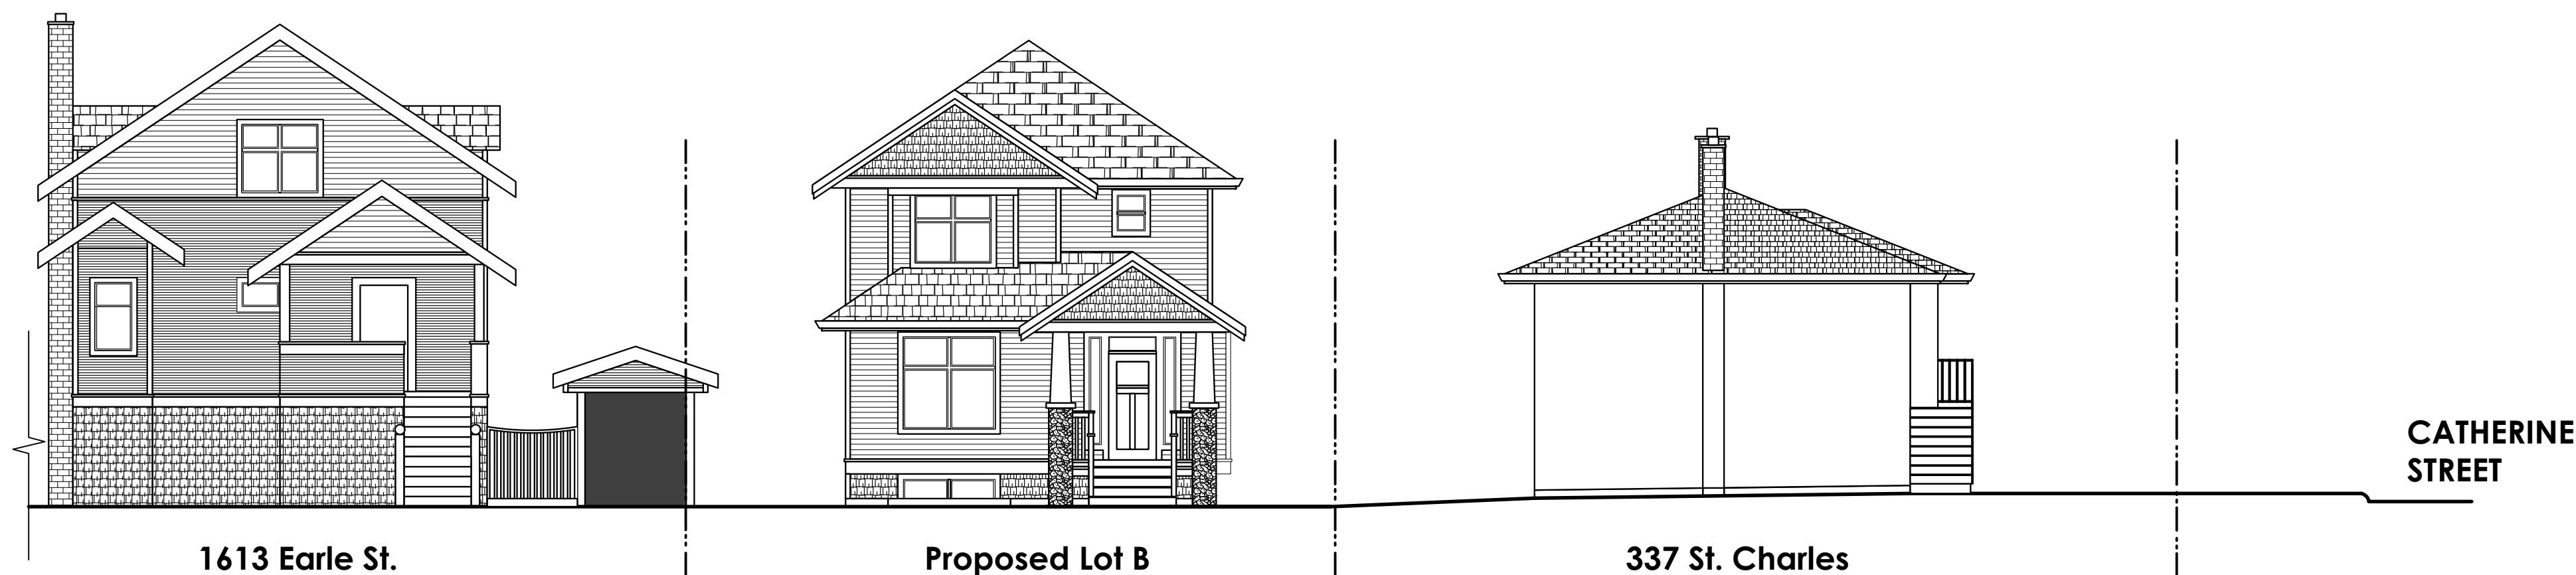 CATHERINE
STREET
1613 Earle St.
Proposed Lot B
337 St. Charles